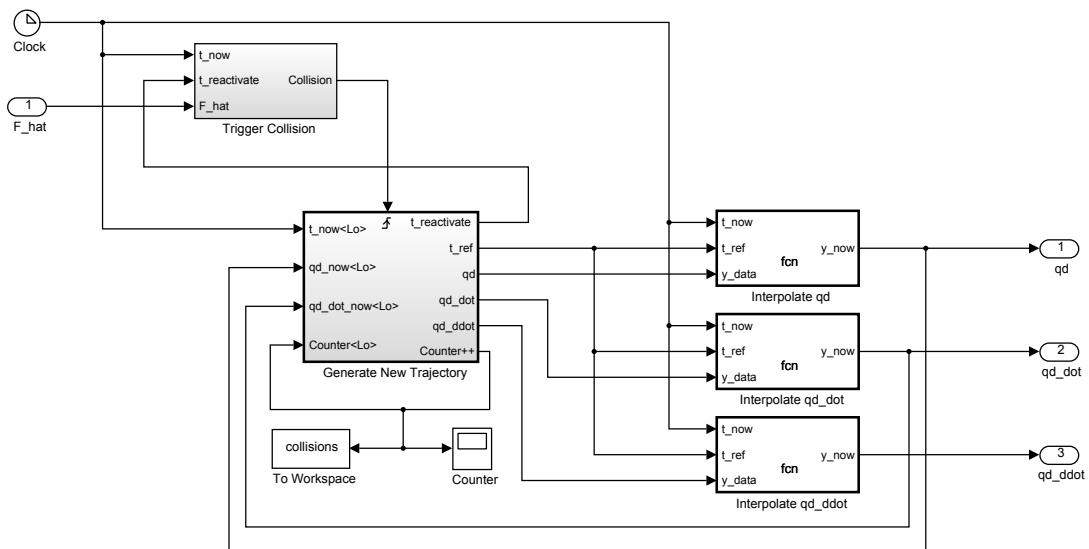 Clock
t_now
t_reactivate
Collision
F_hat
Trigger Collision
1
F_hat
t_now<Lo>
qd_now<Lo>
qd_dot_now<Lo>
Counter<Lo>
t_reactivate
t_ref
qd
qd_dot
qd_ddot
Counter++
Generate New Trajectory
t_now
t_ref
y_data
fcn
y_now
Interpolate qd
1
qd
t_now
t_ref
y_data
fcn
y_now
Interpolate qd_dot
2
qd_dot
t_now
t_ref
y_data
fcn
y_now
Interpolate qd_ddot
3
qd_ddot
collisions
To Workspace
Counter